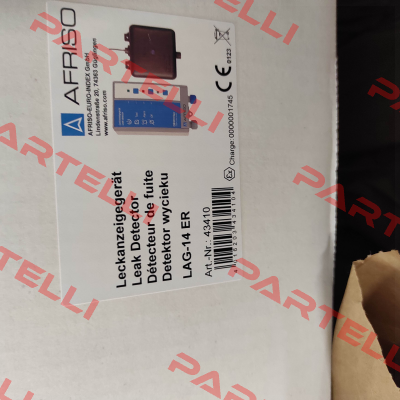 AFRISO
AFRISO-EURO-INDEX GmbH
Lindenstraße 20, 74363 Güglingen
www.afriso.com
CE 0123
Charge: 0000001745
Leckanzeigegerät
Leak Detector
Détecteur de fuite
Detektor wycieku
LAG-14 ER
Art.-Nr.: 43410
PARTELLI
PARTELLI
PARTELLI
PARTELLI